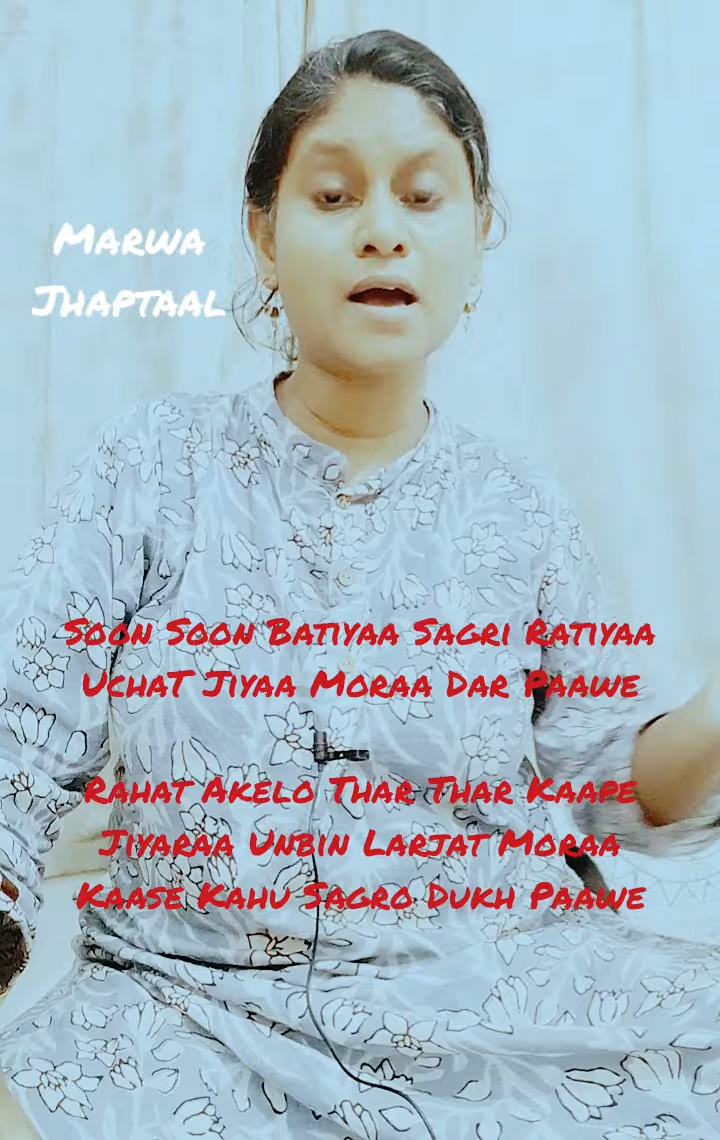 Marwa
Jhaptaal
Soon Soon Batiyaa Sagri Ratiyaa
Uchat Jiyaa Moraa Dar Paawe
Rahat Akelo Thar Thar Kaape
Jiyaraa Unbin Larjat Moraa
Kaase Kahu Sagro Dukh Paawe